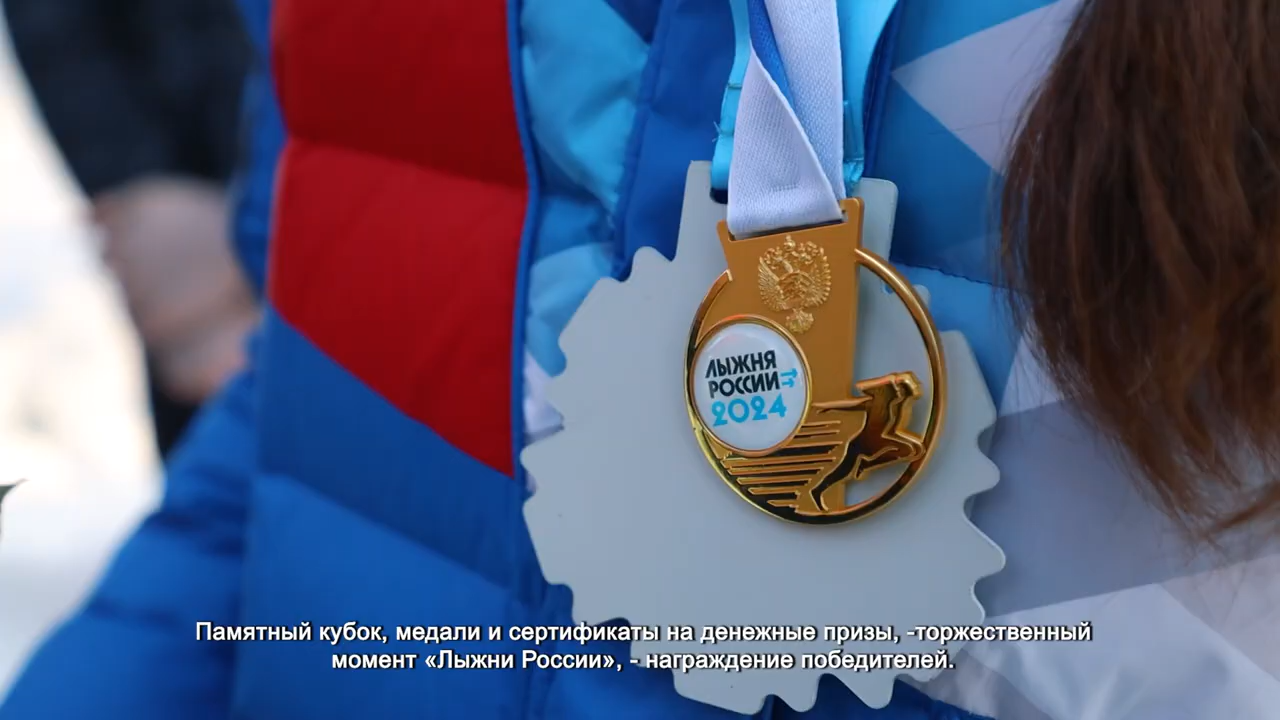 ЛЫЖНЯ
РОССИИ
2024
Памятный кубок, медали и сертификаты на денежные призы, -торжественный
момент «Лыжни России», - награждение победителей.